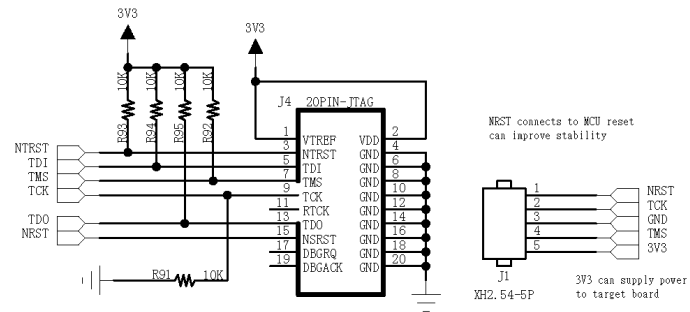 3V3
3V3
10K
10K
10K
10K
R93
R94
R95
R92
J4 20PIN-JTAG
1 VTREF VDD 2
3 NTRST GND 4
5 TDI GND 6
7 TMS GND 8
9 TCK GND 10
11 RTCK GND 12
13 TDO GND 14
15 NSRST GND 16
17 DBGRQ GND 18
19 DBGACK GND 20
NTRST
TDI
TMS
TCK
TDO
NRST
R91 10K
NRST connects to MCU reset
can improve stability
1 NRST
2 TCK
3 GND
4 TMS
5 3V3
J1
XH2.54-5P
3V3 can supply power
to target board